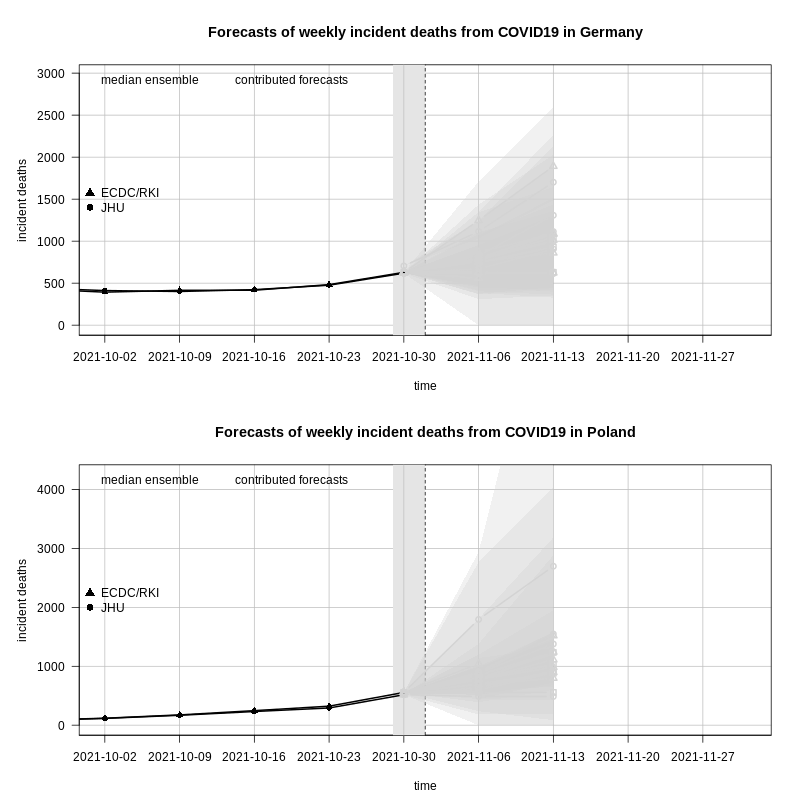 Forecasts of weekly incident deaths from COVID19 in Germany
median ensemble contributed forecasts
3000
2500
2000
1500
1000
500
0
incident deaths
ECDC/RKI
JHU
2021-10-02 2021-10-09 2021-10-16 2021-10-23 2021-10-30 2021-11-06 2021-11-13 2021-11-20 2021-11-27
time
Forecasts of weekly incident deaths from COVID19 in Poland
median ensemble contributed forecasts
4000
3000
2000
1000
0
incident deaths
ECDC/RKI
JHU
2021-10-02 2021-10-09 2021-10-16 2021-10-23 2021-10-30 2021-11-06 2021-11-13 2021-11-20 2021-11-27
time